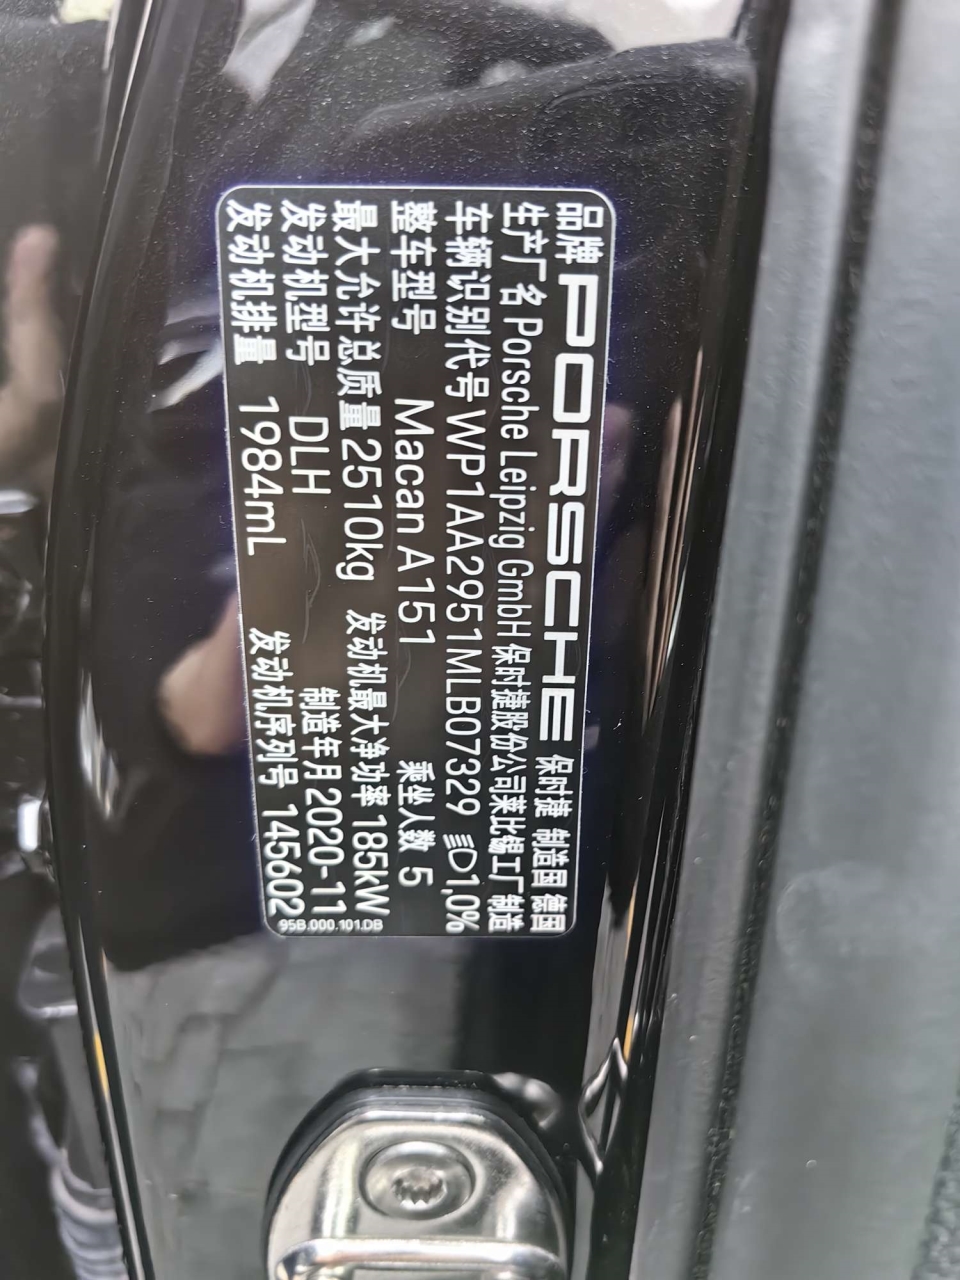 品牌 PORSCHE 保时捷 制造国 德国
生产厂名 Porsche Leipzig GmbH 保时捷股份公司莱比锡工厂制造
车辆识别代号 WP1AA2951MLB07329 1,0%
整车型号 Macan A151 乘坐人数 5
最大允许总质量 2510kg 发动机最大净功率 185kW
发动机型号 DLH 制造年月 2020-11
发动机排量 1984mL 发动机序列号 145602
95B.000.101.DB